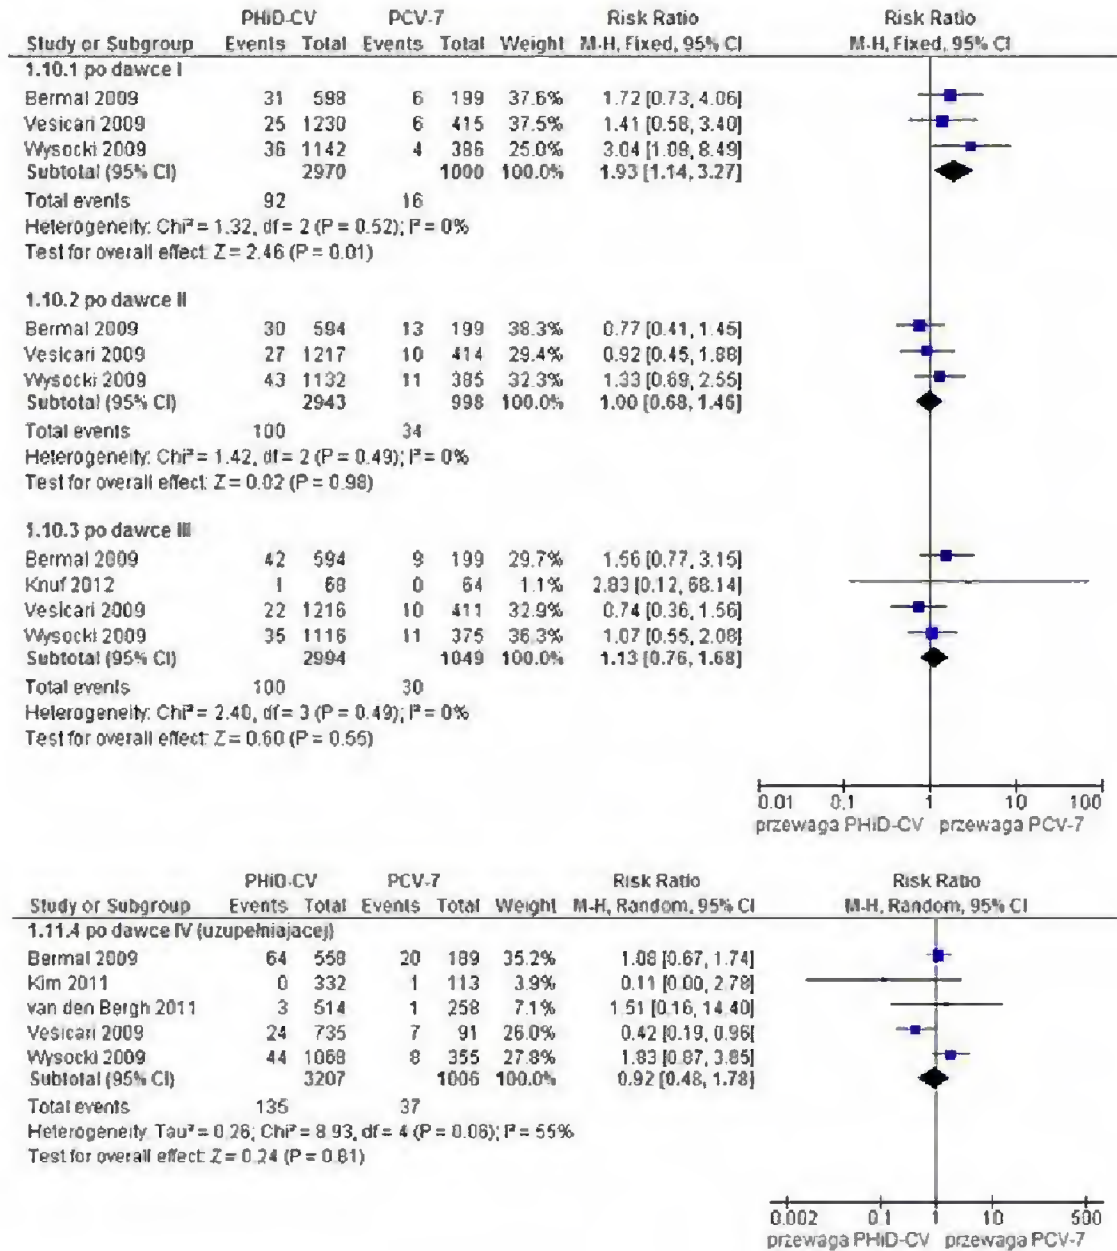 PHiD-CV PCV-7 Risk Ratio Risk Ratio
Study or Subgroup Events Total Events Total Weight M-H, Fixed, 95% CI M-H, Fixed, 95% CI
1.10.1 po dawce I
Bermal 2009 31 598 6 199 37.6% 1.72 [0.73, 4.06]
Vesicari 2009 25 1230 6 415 37.5% 1.41 [0.58, 3.40]
Wysocki 2009 36 1142 4 386 25.0% 3.04 [1.09, 8.49]
Subtotal (95% CI) 2970 1000 100.0% 1.93 [1.14, 3.27]
Total events 92 16
Heterogeneity: Chi² = 1.32, df = 2 (P = 0.52); I² = 0%
Test for overall effect: Z = 2.46 (P = 0.01)
1.10.2 po dawce II
Bermal 2009 30 594 13 199 38.3% 0.77 [0.41, 1.45]
Vesicari 2009 27 1217 10 414 29.4% 0.92 [0.45, 1.88]
Wysocki 2009 43 1132 11 385 32.3% 1.33 [0.69, 2.55]
Subtotal (95% CI) 2943 998 100.0% 1.00 [0.68, 1.46]
Total events 100 34
Heterogeneity: Chi² = 1.42, df = 2 (P = 0.49); I² = 0%
Test for overall effect: Z = 0.02 (P = 0.98)
1.10.3 po dawce III
Bermal 2009 42 594 9 199 29.7% 1.56 [0.77, 3.15]
Knuf 2012 1 68 0 64 1.1% 2.83 [0.12, 68.14]
Vesicari 2009 22 1216 10 411 32.9% 0.74 [0.36, 1.56]
Wysocki 2009 35 1116 11 375 36.3% 1.07 [0.55, 2.08]
Subtotal (95% CI) 2994 1049 100.0% 1.13 [0.76, 1.68]
Total events 100 30
Heterogeneity: Chi² = 2.40, df = 3 (P = 0.49); I² = 0%
Test for overall effect: Z = 0.60 (P = 0.55)
0.01 0.1 1 10 100
przewaga PHiD-CV przewaga PCV-7
PHiD-CV PCV-7 Risk Ratio Risk Ratio
Study or Subgroup Events Total Events Total Weight M-H, Random, 95% CI M-H, Random, 95% CI
1.11.4 po dawce IV (uzupełniajacej)
Bermal 2009 64 558 20 189 35.2% 1.08 [0.67, 1.74]
Kim 2011 0 332 1 113 3.9% 0.11 [0.00, 2.78]
van den Bergh 2011 3 514 1 258 7.1% 1.51 [0.16, 14.40]
Vesicari 2009 24 735 7 91 26.0% 0.42 [0.19, 0.96]
Wysocki 2009 44 1068 8 355 27.8% 1.83 [0.87, 3.85]
Subtotal (95% CI) 3207 1006 100.0% 0.92 [0.48, 1.78]
Total events 135 37
Heterogeneity: Tau² = 0.26; Chi² = 8.93, df = 4 (P = 0.06); I² = 55%
Test for overall effect: Z = 0.24 (P = 0.81)
0.002 0.1 1 10 500
przewaga PHiD-CV przewaga PCV-7